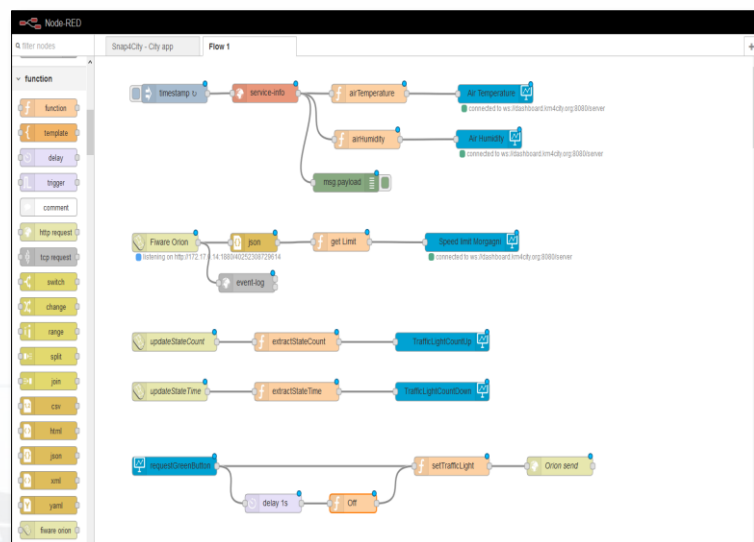 Node-RED
filter nodes
Snap4City - City app
Flow 1
function
function
template
delay
trigger
comment
http request
tcp request
switch
change
range
split
join
csv
html
json
xml
yaml
fiware orion
timestamp ↻
service-info
airTemperature
Air Temperature
connected to ws://dashboard.km4city.org:8080/server
airHumidity
Air Humidity
connected to ws://dashboard.km4city.org:8080/server
msg.payload
Fiware Orion
json
get Limit
Speed limit Morgagni
connected to ws://dashboard.km4city.org:8080/server
event-log
updateStateCount
extractStateCount
TrafficLightCountUp
updateStateTime
extractStateTime
TrafficLightCountDown
requestGreenButton
setTrafficLight
Orion send
delay 1s
Off